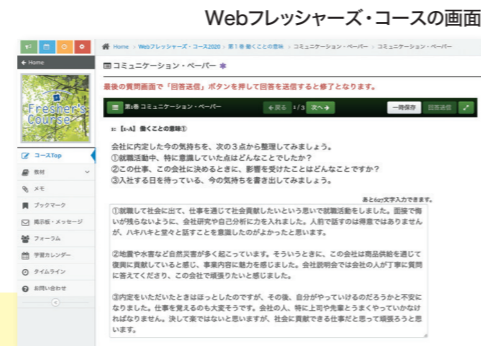 Webフレッシャーズ・コースの画面
Home > Webフレッシャーズ・コース2020 > 第1巻 働くことの意味 > コミュニケーション・ペーパー > コミュニケーション・ペーパー
Home
コミュニケーション・ペーパー
最後の質問画面で「回答送信」ボタンを押して回答を送信すると修了となります。
第1巻 コミュニケーション・ペーパー
戻る
1/3
次へ
一時保存
回答送信
Fresher's
Course
1: 【1-A】 働くことの意味①
会社に内定した今の気持ちを、次の3点から整理してみましょう。
①就職活動中、特に意識していた点はどんなことでしたか？
②この仕事、この会社に決めるときに、影響を受けたことはどんなことですか？
③入社する日を待っている、今の気持ちを書き出してみましょう。
コースTop
教材
メモ
ブックマーク
掲示板・メッセージ
フォーラム
学習カレンダー
タイムライン
お問い合わせ
あと627文字入力できます。
①就職して社会に出て、仕事を通じて社会貢献したいという思いで就職活動をしました。面接で悔
いが残らないように、会社研究や自己分析に力を入れました。人前で話すのは得意ではありません
が、ハキハキと堂々と話すことを意識したのがよかったと思います。
②地震や水害など自然災害が多く起こっています。そういうときに、この会社は商品供給を通じて
復興に貢献していると感じ、事業内容に魅力を感じました。会社説明会では会社の人が丁寧に質問
に答えてくださり、この会社で頑張りたいと感じました。
③内定をいただいたときはほっとしたのですが、その後、自分がやっていけるのだろうかと不安に
なりました。仕事を覚えるのも大変そうです。会社の人、特に上司や先輩とうまくやっていかなけ
ればなりません。決して楽ではないと思いますが、社会に貢献できる仕事だと思って頑張ろうと思
います。